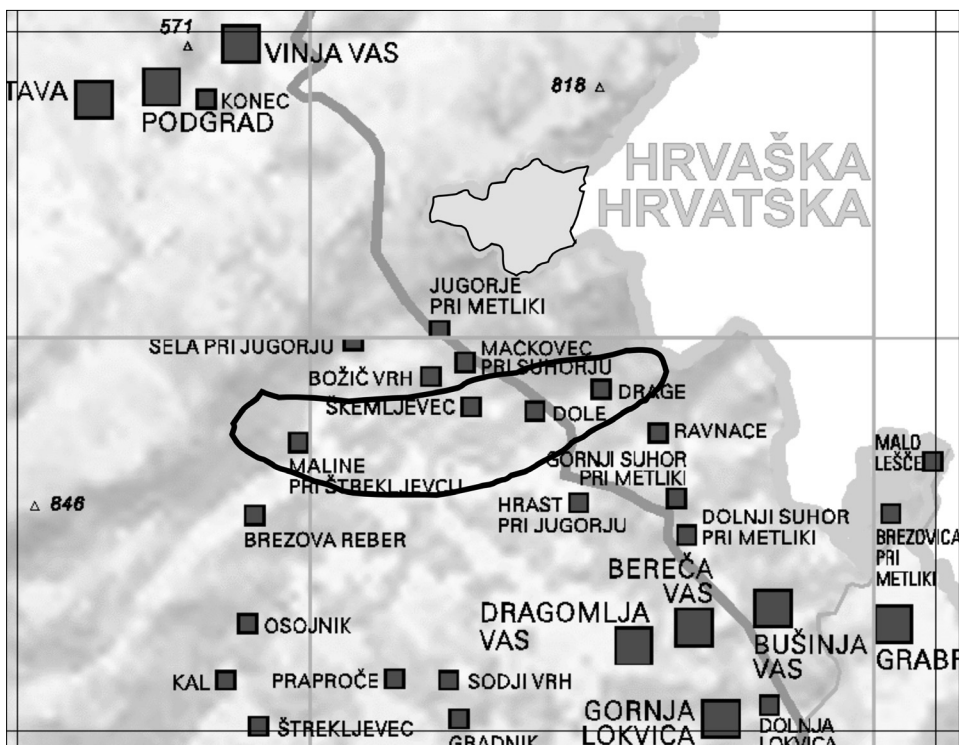 571
VINJA VAS
TAVA
KONEC
PODGRAD
818
HRVAŠKA
HRVATSKA
JUGORJE
PRI METLIKI
SELA PRI JUGORJU
MAČKOVEC
PRI SUHORJU
BOŽIČ VRH
DRAGE
ŠKEMLJEVEC
DOLE
RAVNACE
MALINE
PRI ŠTREKLJEVCU
GORNJI SUHOR
PRI METLIKI
MALO
LEŠČE
846
HRAST
PRI JUGORJU
DOLNJI SUHOR
PRI METLIKI
BREZOVA REBER
BREZOVICA
PRI
METLIKI
BEREČA
VAS
OSOJNIK
DRAGOMLJA
VAS
BUŠINJA
VAS
GRABR
KAL
PRAPROČE
SODJI VRH
ŠTREKLJEVEC
GRADNIK
GORNJA
LOKVICA
DOLNJA
LOKVICA